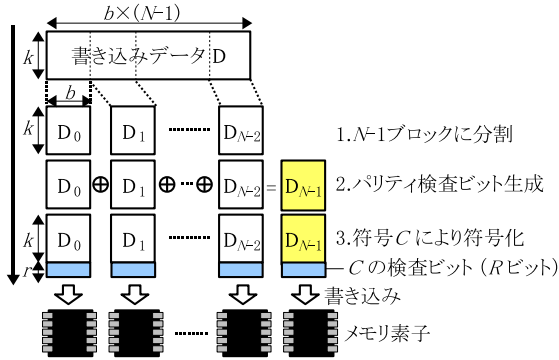 b×(N-1)
k 書き込みデータ D
b
k D0 D1 ········ DN-2 1.N-1ブロックに分割
D0 ⊕ D1 ⊕ ··· ⊕ DN-2 = DN-1 2.パリティ検査ビット生成
k D0 D1 ········ DN-2 DN-1 3.符号Cにより符号化
r Cの検査ビット(Rビット)
書き込み
········ メモリ素子